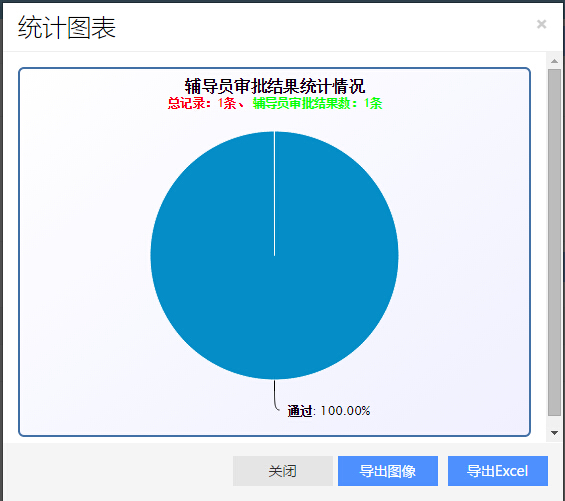 统计图表
×
辅导员审批结果统计情况
总记录：1条、辅导员审批结果数：1条
通过: 100.00%
关闭
导出图像
导出Excel